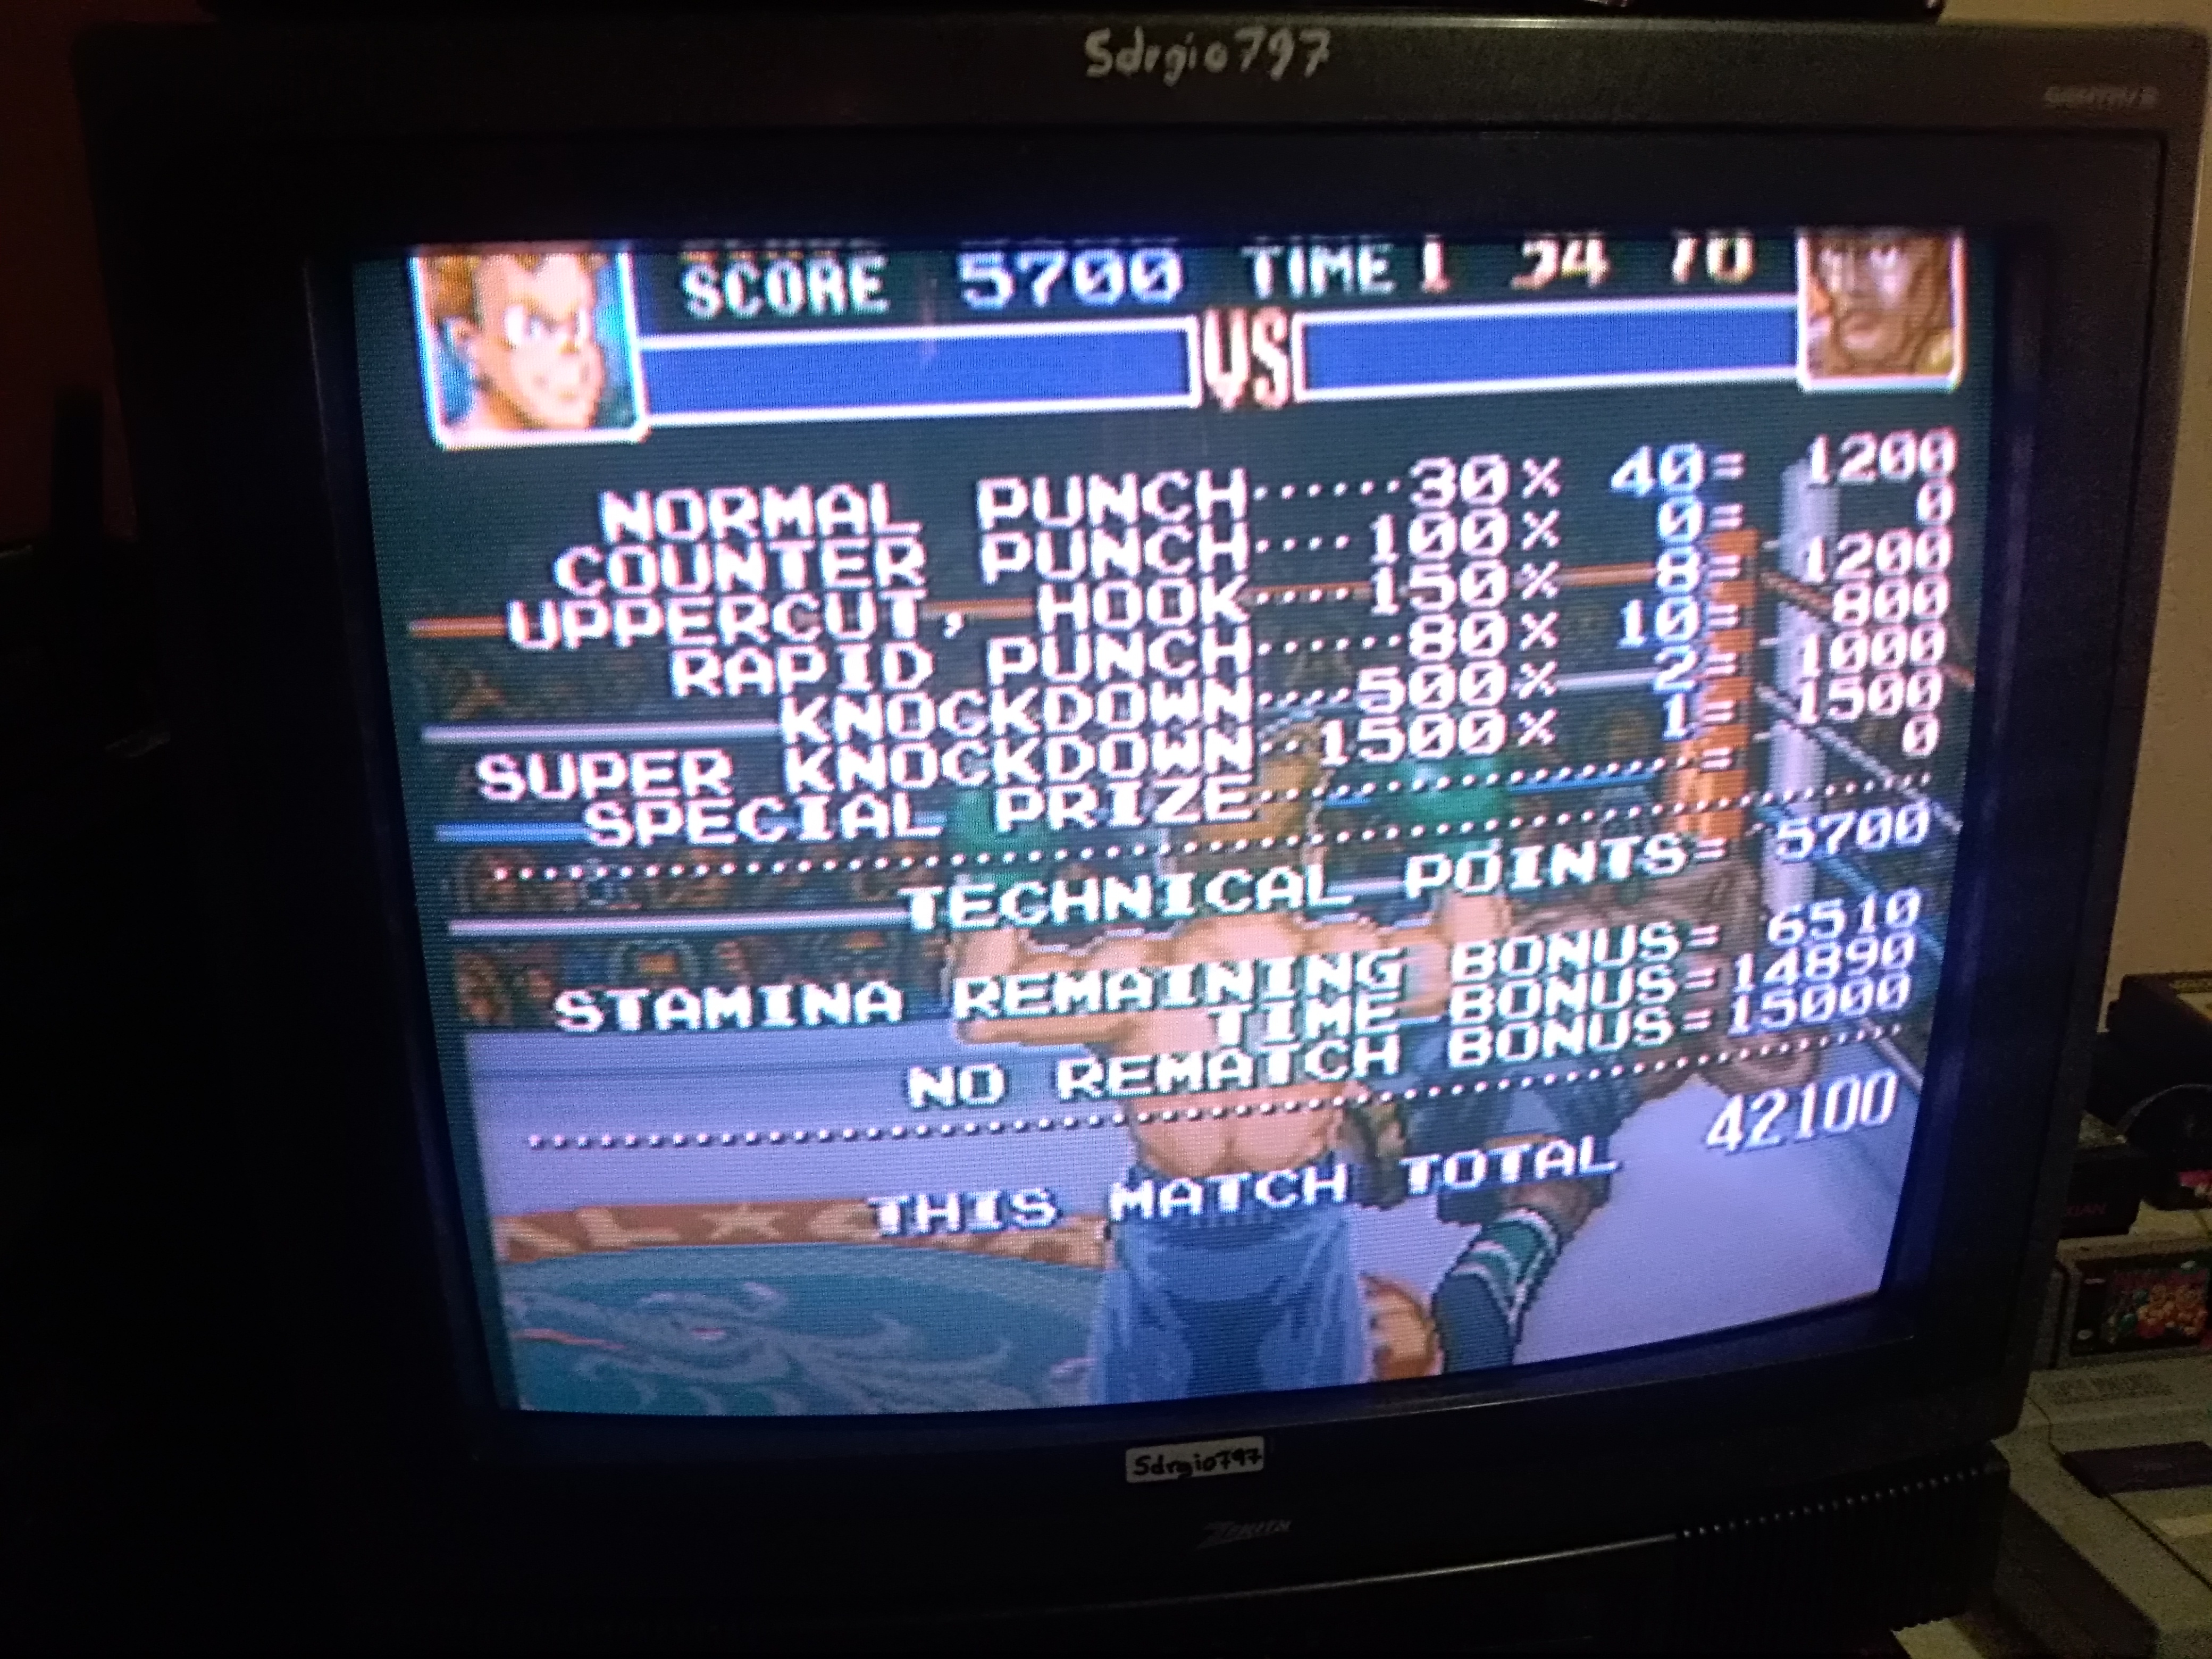 Sdrgio797
SCORE 5700 TIME 1 54 70
VS
NORMAL PUNCH······30× 40= 1200
COUNTER PUNCH····100× 0= 0
UPPERCUT, HOOK····150× 8= 1200
RAPID PUNCH······80× 10= 800
KNOCKDOWN····500× 2= 1000
SUPER KNOCKDOWN··1500× 1= 1500
SPECIAL PRIZE··················= 0
TECHNICAL POINTS= 5700
STAMINA REMAINING BONUS= 6510
TIME BONUS=14890
NO REMATCH BONUS=15000
THIS MATCH TOTAL 42100
Sdrgio797
ZENITH